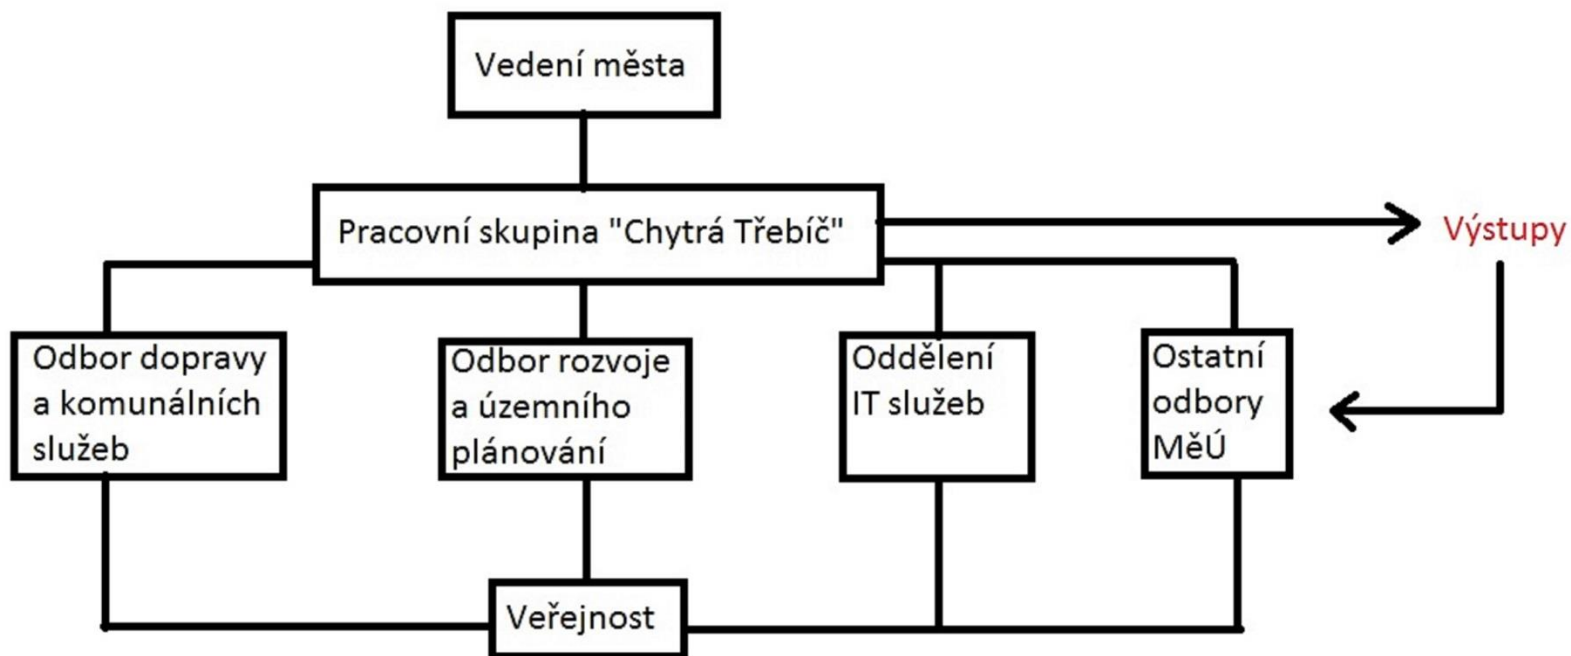 Vedení města
Pracovní skupina "Chytrá Třebíč"
Výstupy
Odbor dopravy
a komunálních
služeb
Odbor rozvoje
a územního
plánování
Oddělení
IT služeb
Ostatní
odbory
MěÚ
Veřejnost